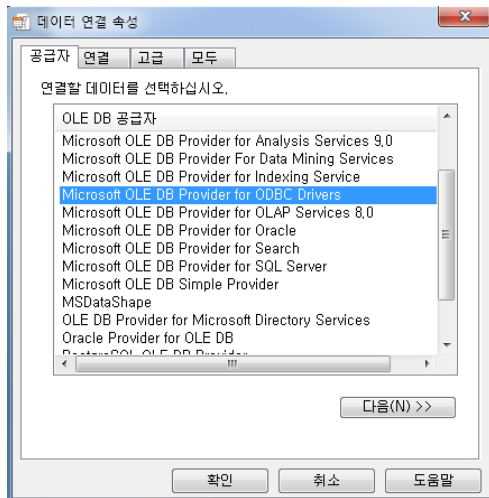 데이터 연결 속성
공급자 연결 고급 모두
연결할 데이터를 선택하십시오.
OLE DB 공급자
Microsoft OLE DB Provider for Analysis Services 9.0
Microsoft OLE DB Provider For Data Mining Services
Microsoft OLE DB Provider for Indexing Service
Microsoft OLE DB Provider for ODBC Drivers
Microsoft OLE DB Provider for OLAP Services 8.0
Microsoft OLE DB Provider for Oracle
Microsoft OLE DB Provider for Search
Microsoft OLE DB Provider for SQL Server
Microsoft OLE DB Simple Provider
MSDataShape
OLE DB Provider for Microsoft Directory Services
Oracle Provider for OLE DB
PostgreSQL OLE DB Provider
다음(N) >>
확인 취소 도움말